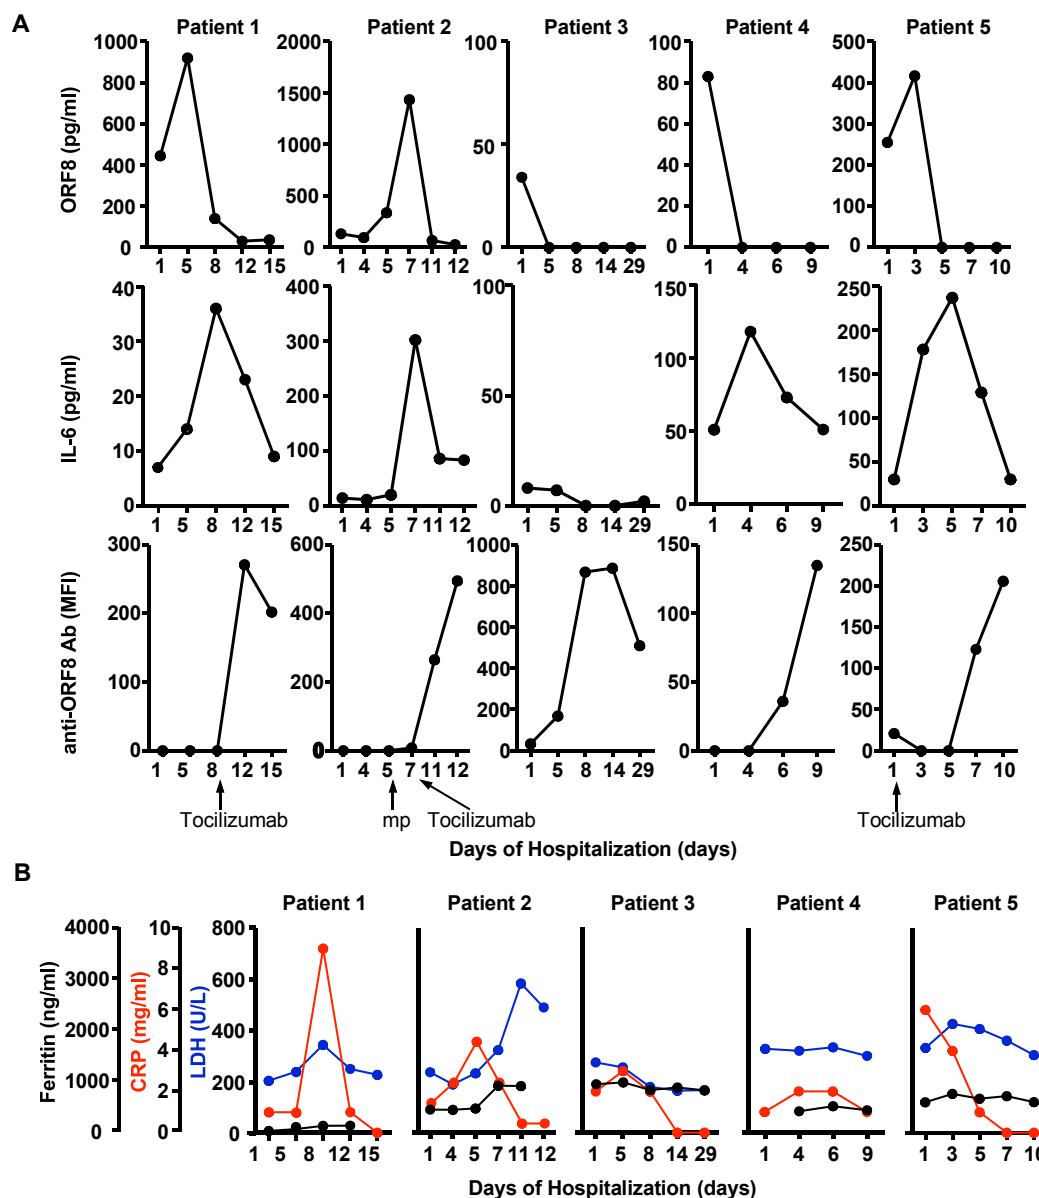 A
Patient 1 Patient 2 Patient 3 Patient 4 Patient 5
ORF8 (pg/ml)
1000 800 600 400 200 0
1 5 8 12 15
2000 1500 1000 500 0
1 4 5 7 11 12
100 50 0
1 5 8 14 29
100 80 60 40 20 0
1 4 6 9
500 400 300 200 100 0
1 3 5 7 10
IL-6 (pg/ml)
40 30 20 10 0
1 5 8 12 15
400 300 200 100 0
1 4 5 7 11 12
100 50 0
1 5 8 14 29
150 100 50 0
1 4 6 9
250 200 150 100 50 0
1 3 5 7 10
anti-ORF8 Ab (MFI)
300 200 100 0
1 5 8 12 15
600 400 200 0
1 4 5 7 11 12
1000 800 600 400 200 0
1 5 8 14 29
150 100 50 0
1 4 6 9
250 200 150 100 50 0
1 3 5 7 10
Tocilizumab mp Tocilizumab Tocilizumab
Days of Hospitalization (days)
B
Patient 1 Patient 2 Patient 3 Patient 4 Patient 5
Ferritin (ng/ml)
4000 3000 2000 1000 0
CRP (mg/ml)
10 8 6 4 2 0
LDH (U/L)
800 600 400 200 0
1 5 8 12 15
1 4 5 7 11 12
1 5 8 14 29
1 4 6 9
1 3 5 7 10
Days of Hospitalization (days)